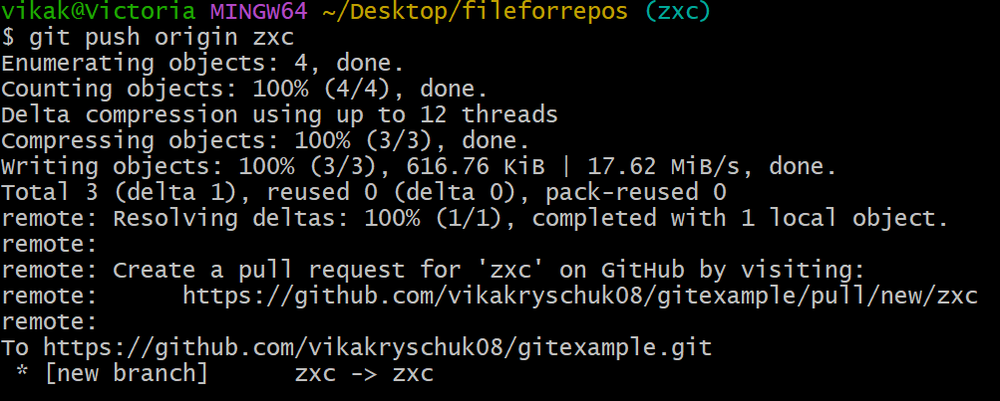 vikak@Victoria MINGW64 ~/Desktop/fileforrepos (zxc)
$ git push origin zxc
Enumerating objects: 4, done.
Counting objects: 100% (4/4), done.
Delta compression using up to 12 threads
Compressing objects: 100% (3/3), done.
Writing objects: 100% (3/3), 616.76 KiB | 17.62 MiB/s, done.
Total 3 (delta 1), reused 0 (delta 0), pack-reused 0
remote: Resolving deltas: 100% (1/1), completed with 1 local object.
remote:
remote: Create a pull request for 'zxc' on GitHub by visiting:
remote:      https://github.com/vikakryschuk08/gitexample/pull/new/zxc
remote:
To https://github.com/vikakryschuk08/gitexample.git
 * [new branch]      zxc -> zxc